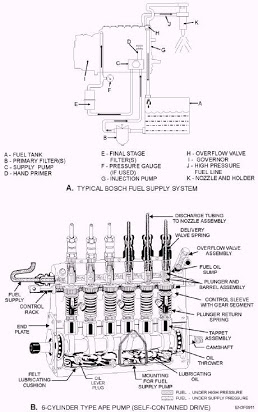 H
K
J
D
G
C
E
I
B
A
A - FUEL TANK
B - PRIMARY FILTER(S)
C - SUPPLY PUMP
D - HAND PRIMER
E - FINAL STAGE
FILTER(S)
F - PRESSURE GAUGE
(IF USED)
G - INJECTION PUMP
H - OVERFLOW VALVE
I - GOVERNOR
J - HIGH PRESSURE
FUEL LINE
K - NOZZLE AND HOLDER
A. TYPICAL BOSCH FUEL SUPPLY SYSTEM
DISCHARGE TUBING
TO NOZZLE ASSEMBLY
DELIVERY
VALVE SPRING
OVERFLOW VALVE
ASSEMBLY
FUEL OIL
SUMP
PLUNGER AND
BARREL ASSEMBLY
CONTROL SLEEVE
WITH GEAR SEGMENT
PLUNGER RETURN
SPRING
TAPPET
ASSEMBLY
CAMSHAFT
OIL
THROWER
LUBRICATING OIL
FUEL
SUPPLY
CONTROL
RACK
END
PLATE
FELT
LUBRICATING
CUSHION
OIL
LEVER
PLUG
MOUNTING
FOR FUEL
SUPPLY PUMP
FUEL - UNDER HIGH PRESSURE
FUEL - UNDER SUPPLY PRESSURE
B. 6-CYLINDER TYPE APE PUMP (SELF-CONTAINED DRIVE)